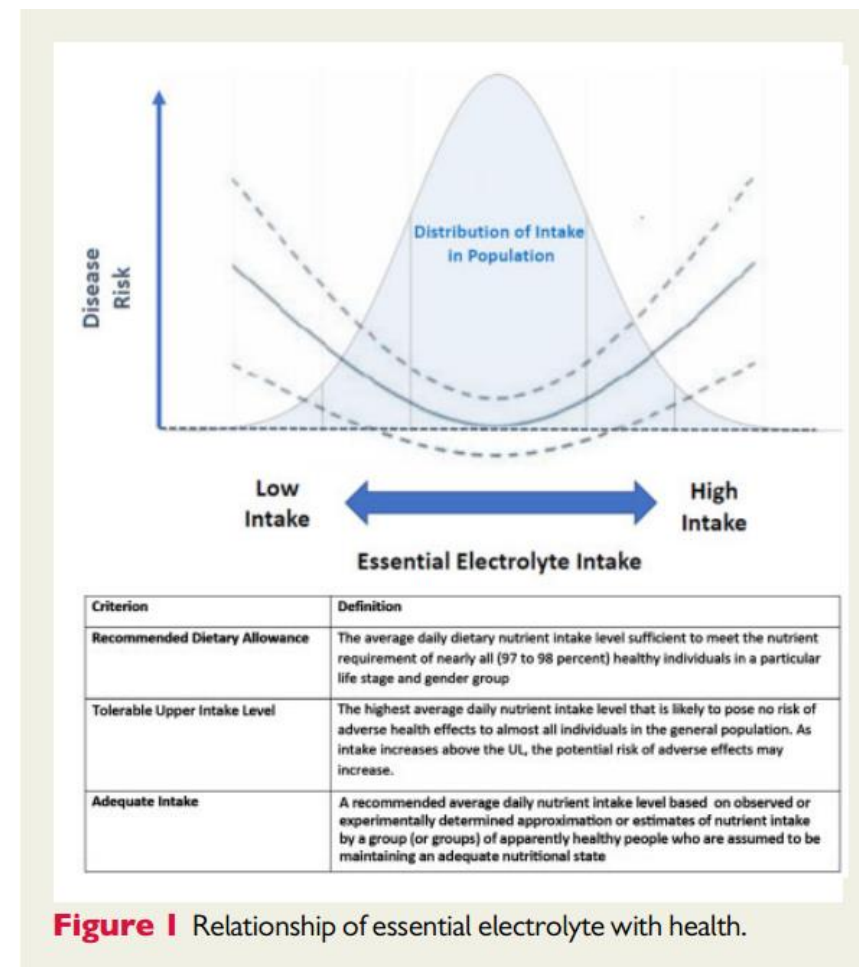 Disease
Risk
Distribution of Intake
in Population
Low
Intake
High
Intake
Essential Electrolyte Intake
Criterion
Definition
Recommended Dietary Allowance
The average daily dietary nutrient intake level sufficient to meet the nutrient
requirement of nearly all (97 to 98 percent) healthy individuals in a particular
life stage and gender group
Tolerable Upper Intake Level
The highest average daily nutrient intake level that is likely to pose no risk of
adverse health effects to almost all individuals in the general population. As
intake increases above the UL, the potential risk of adverse effects may
increase.
Adequate Intake
A recommended average daily nutrient intake level based on observed or
experimentally determined approximation or estimates of nutrient intake
by a group (or groups) of apparently healthy people who are assumed to be
maintaining an adequate nutritional state
Figure 1 Relationship of essential electrolyte with health.